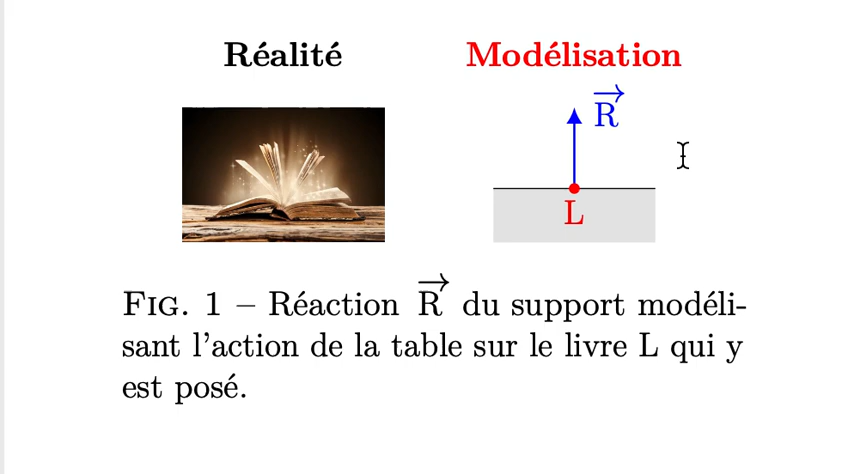 Réalité
Modélisation
R
L
FIG. 1 – Réaction R du support modéli-
sant l'action de la table sur le livre L qui y
est posé.